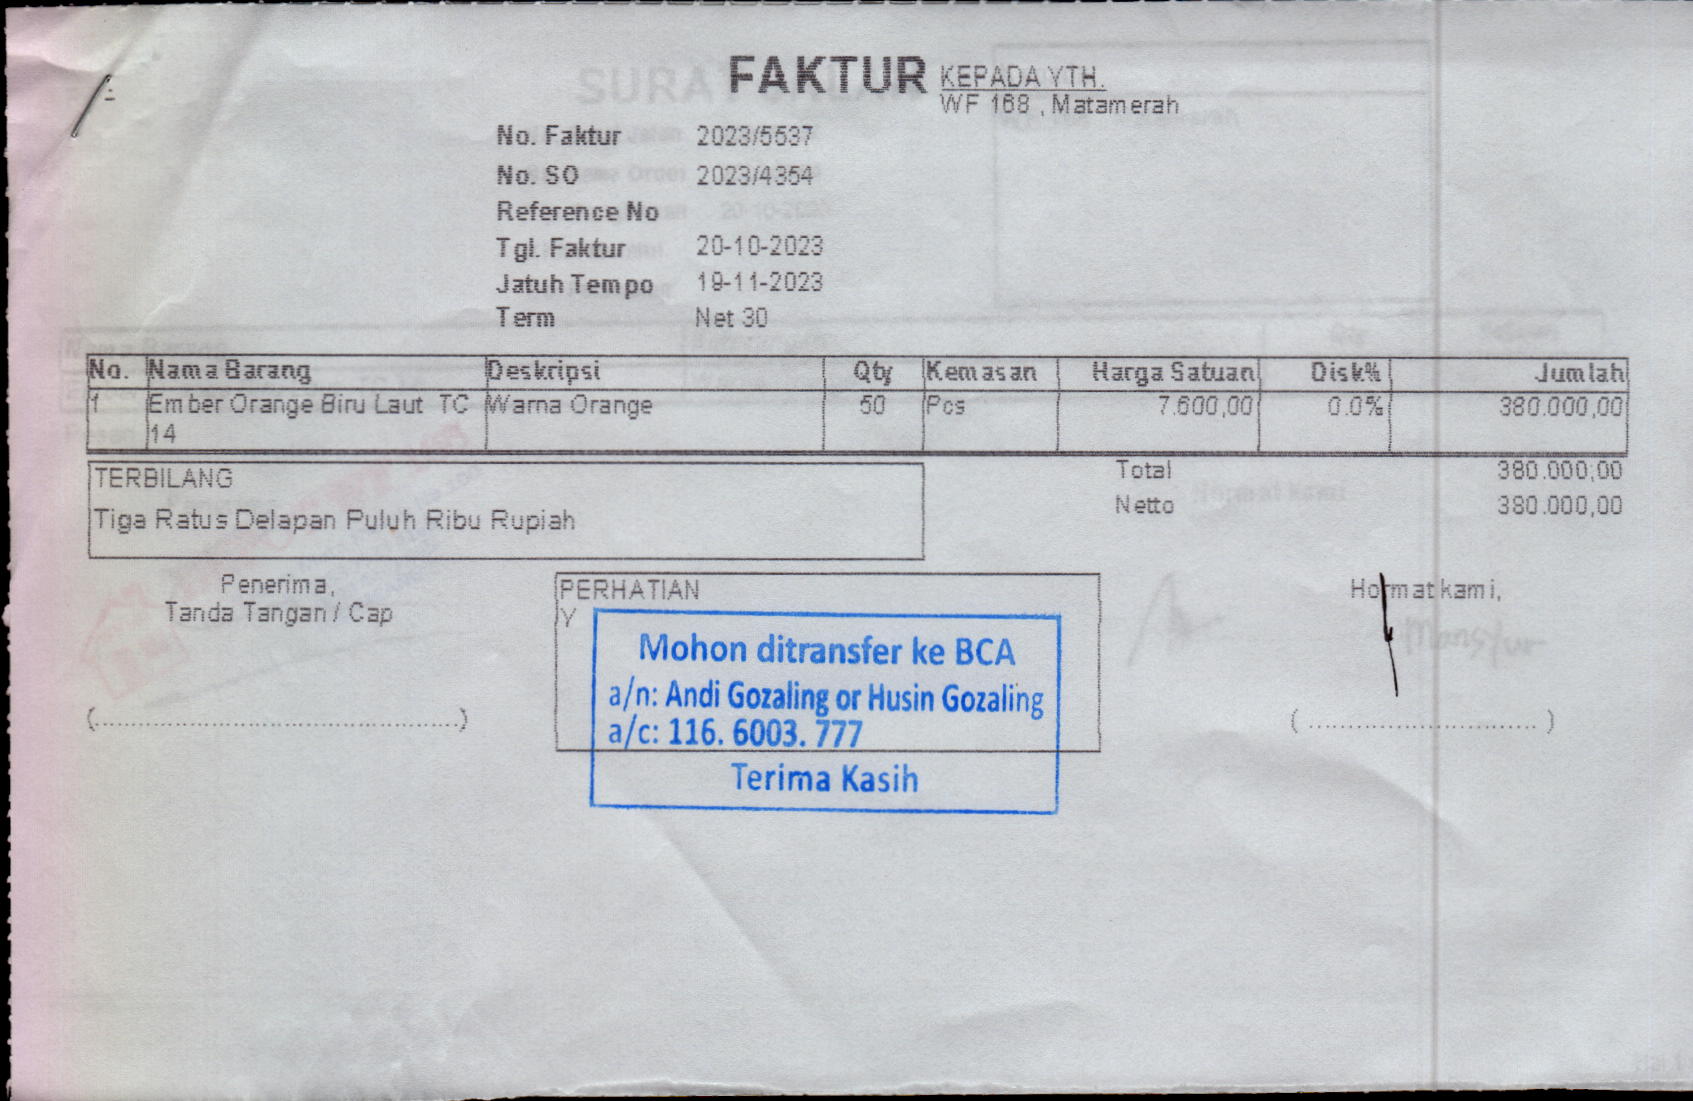 FAKTUR
KEPADA YTH.
WF 168 , Matamerah
No. Faktur 2023/5537
No. SO 2023/4354
Reference No
Tgl. Faktur 20-10-2023
Jatuh Tempo 19-11-2023
Term Net 30
No. Nama Barang Deskripsi Qty Kemasan Harga Satuan Disk% Jumlah
1 Ember Orange Biru Laut TC Warna Orange 50 Pcs 7.600,00 0.0% 380.000,00
14
TERBILANG
Tiga Ratus Delapan Puluh Ribu Rupiah
Total 380.000,00
Netto 380.000,00
Penerima,
Tanda Tangan / Cap
(......................................)
PERHATIAN
Y
Mohon ditransfer ke BCA
a/n: Andi Gozaling or Husin Gozaling
a/c: 116. 6003. 777
Terima Kasih
Hormat kami,
( ............................ )